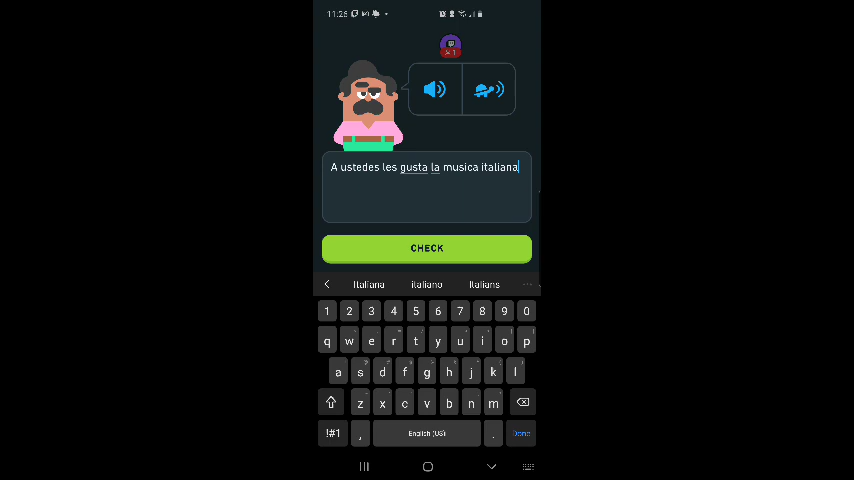 11:26
A ustedes les gusta la musica italiana
CHECK
Italiana italiano Italians
1 2 3 4 5 6 7 8 9 0
q w e r t y u i o p
a s d f g h j k l
z x c v b n m
!#1 , English (US) . Done